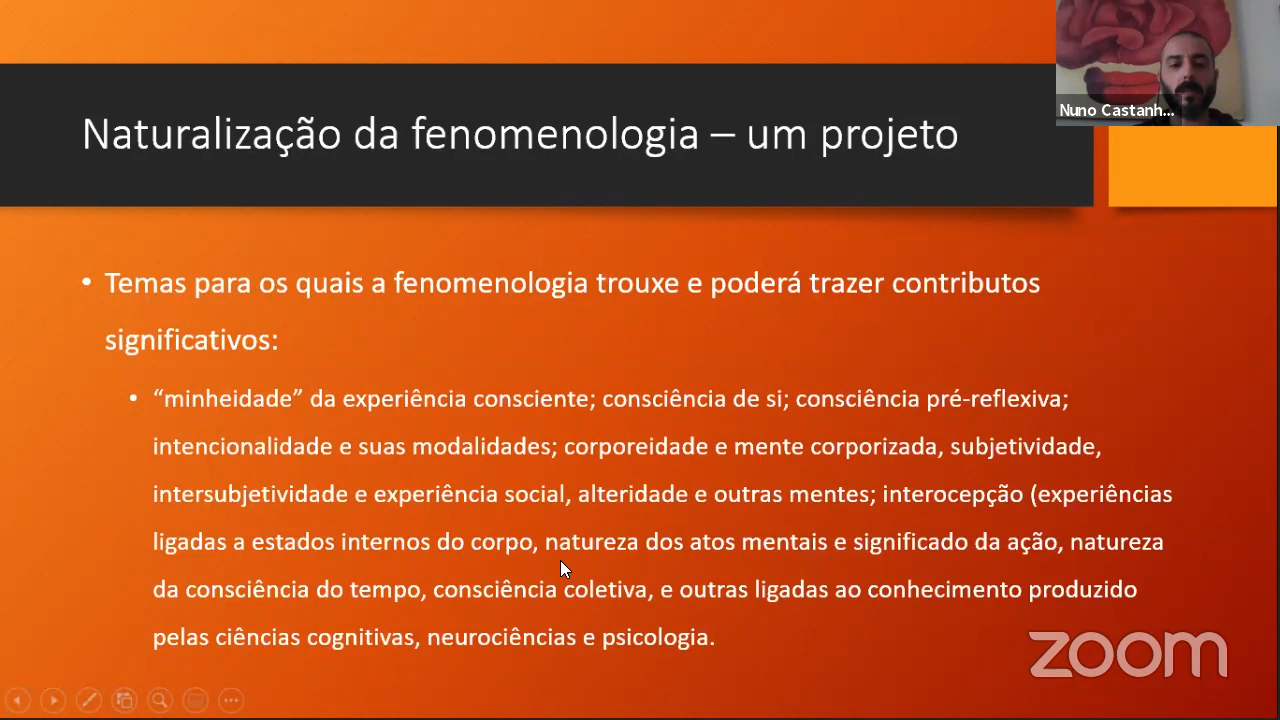 Nuno Castanh...
Naturalização da fenomenologia – um projeto
• Temas para os quais a fenomenologia trouxe e poderá trazer contributos
significativos:
• “minheidade” da experiência consciente; consciência de si; consciência pré-reflexiva;
intencionalidade e suas modalidades; corporeidade e mente corporizada, subjetividade,
intersubjetividade e experiência social, alteridade e outras mentes; interocepção (experiências
ligadas a estados internos do corpo, natureza dos atos mentais e significado da ação, natureza
da consciência do tempo, consciência coletiva, e outras ligadas ao conhecimento produzido
pelas ciências cognitivas, neurociências e psicologia.
zoom